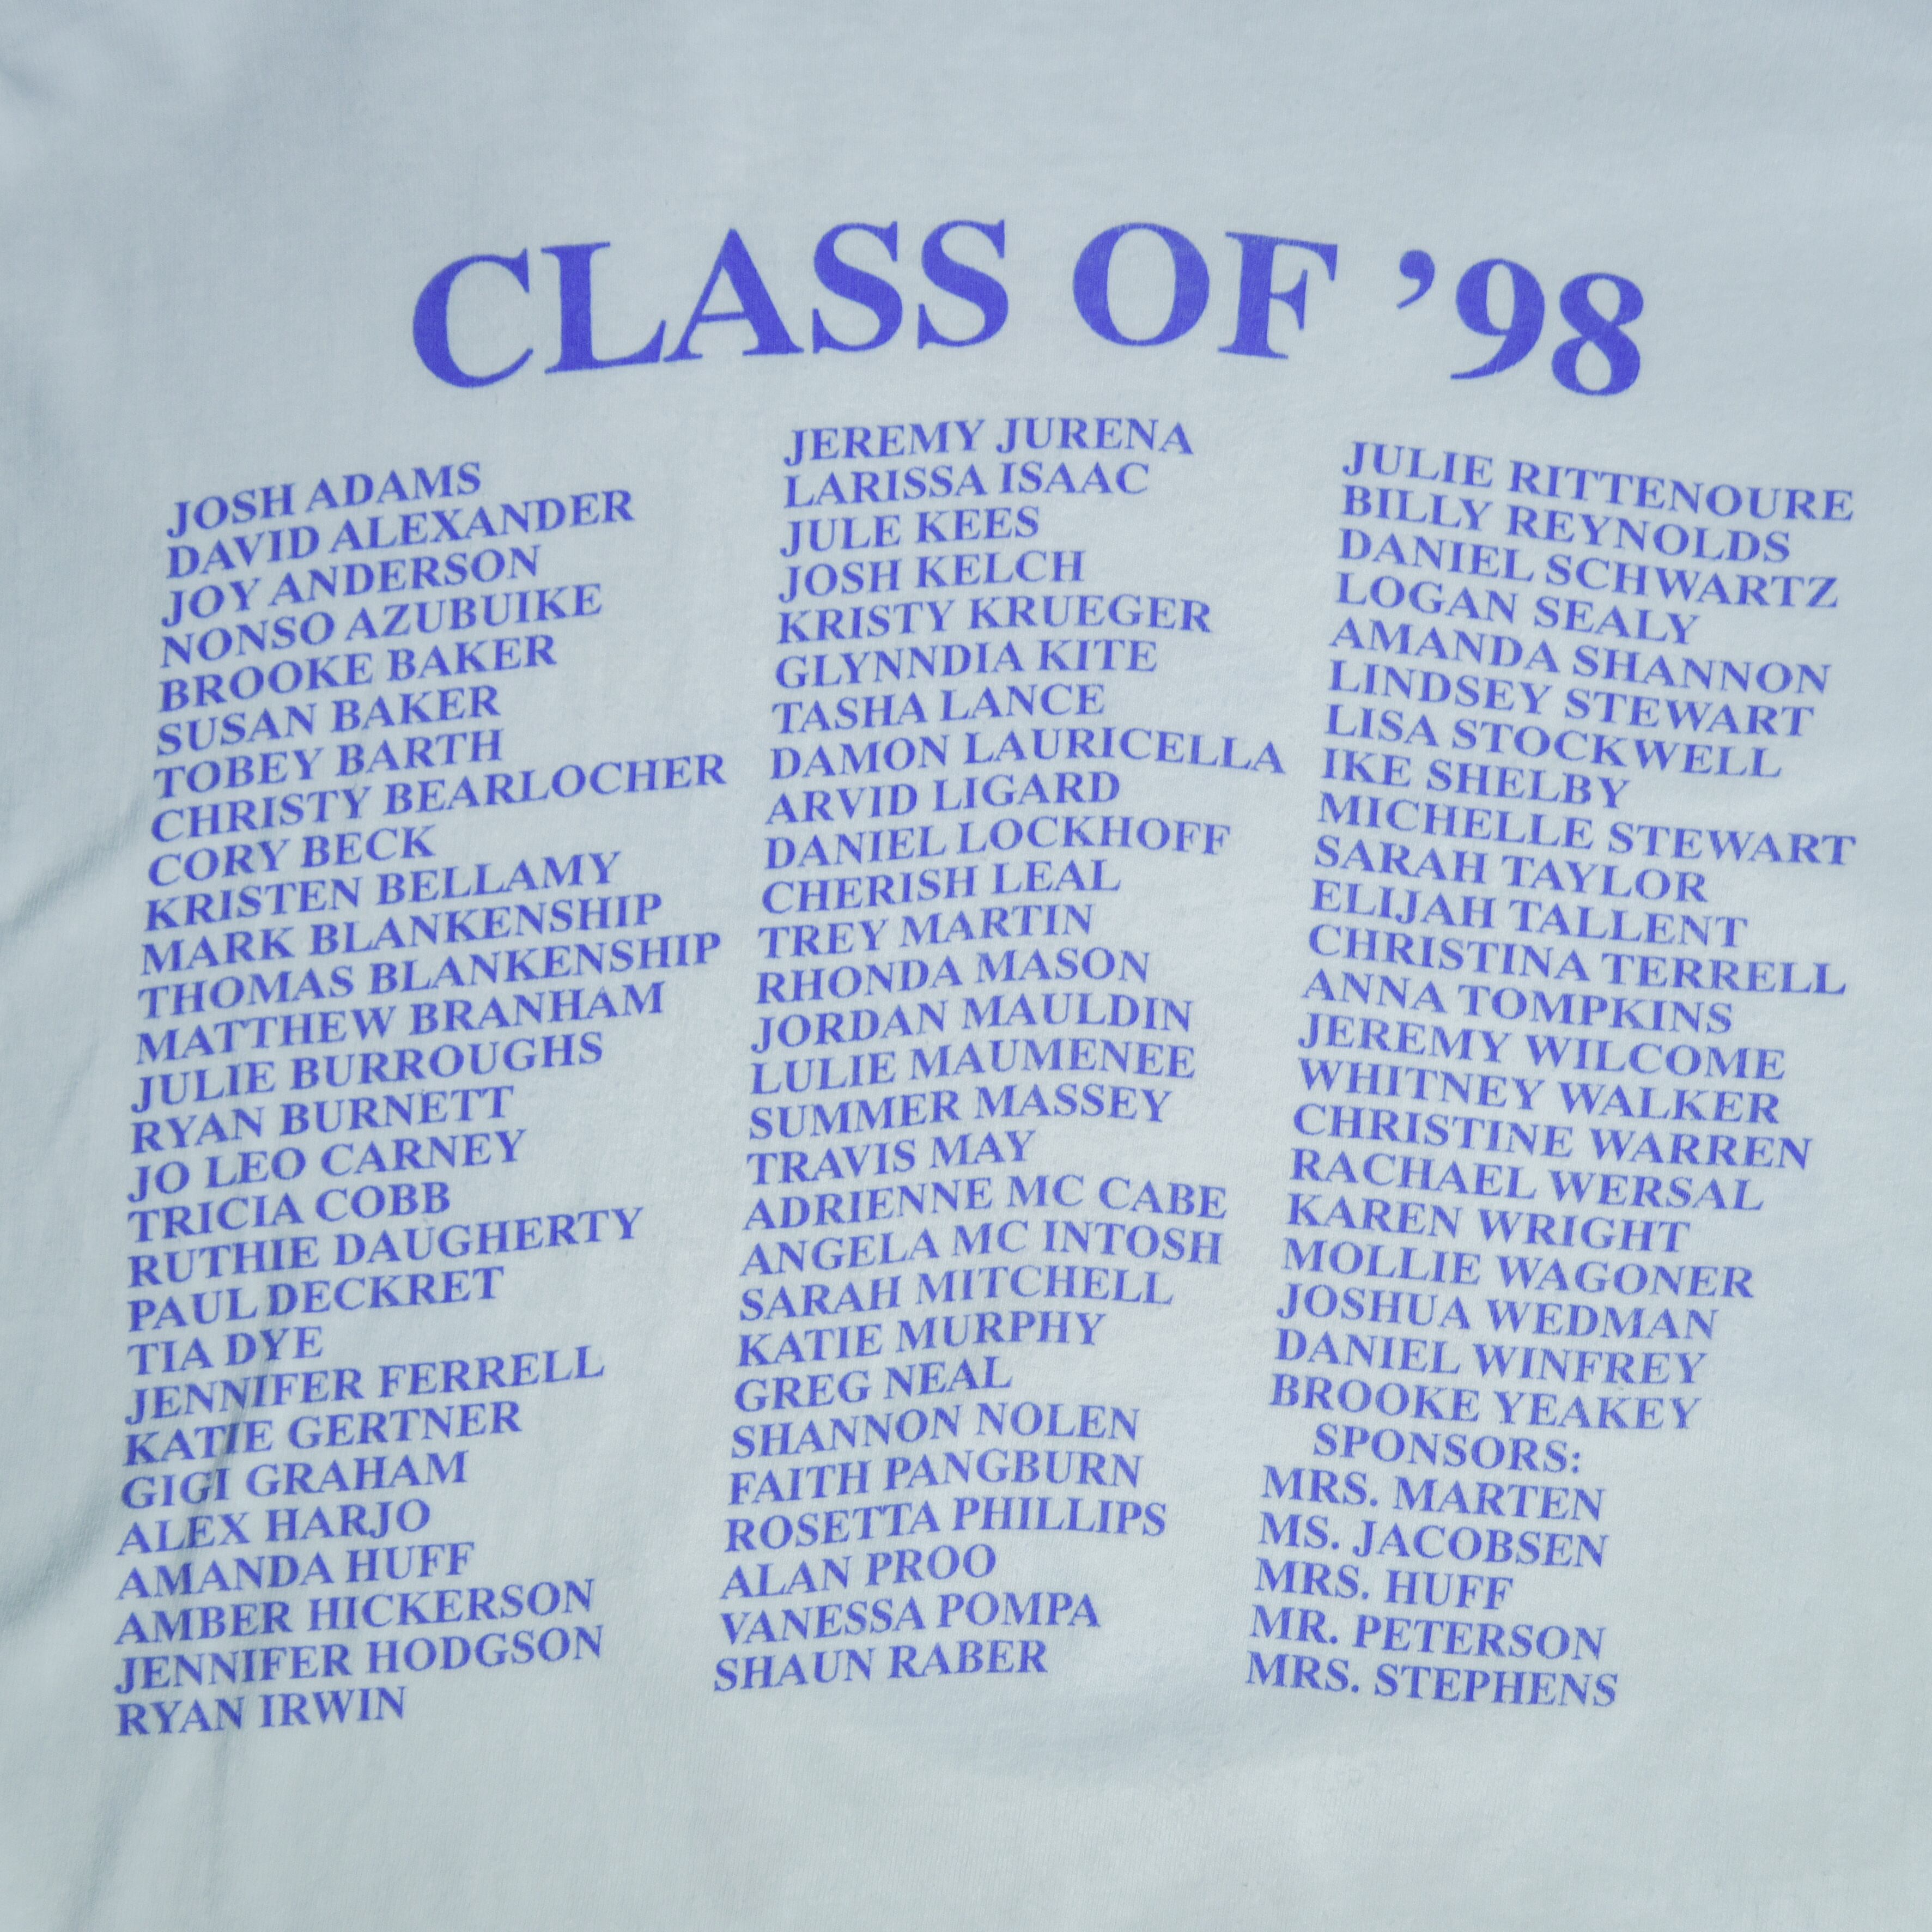 CLASS OF ’98
JOSH ADAMS
DAVID ALEXANDER
JOY ANDERSON
NONSO AZUBUIKE
BROOKE BAKER
SUSAN BAKER
TOBEY BARTH
CHRISTY BEARLOCHER
CORY BECK
KRISTEN BELLAMY
MARK BLANKENSHIP
THOMAS BLANKENSHIP
MATTHEW BRANHAM
JULIE BURROUGHS
RYAN BURNETT
JO LEO CARNEY
TRICIA COBB
RUTHIE DAUGHERTY
PAUL DECKRET
TIA DYE
JENNIFER FERRELL
KATIE GERTNER
GIGI GRAHAM
ALEX HARJO
AMANDA HUFF
AMBER HICKERSON
JENNIFER HODGSON
RYAN IRWIN
JEREMY JURENA
LARISSA ISAAC
JULE KEES
JOSH KELCH
KRISTY KRUEGER
GLYNNDIA KITE
TASHA LANCE
DAMON LAURICELLA
ARVID LIGARD
DANIEL LOCKHOFF
CHERISH LEAL
TREY MARTIN
RHONDA MASON
JORDAN MAULDIN
LULIE MAUMENEE
SUMMER MASSEY
TRAVIS MAY
ADRIENNE MC CABE
ANGELA MC INTOSH
SARAH MITCHELL
KATIE MURPHY
GREG NEAL
SHANNON NOLEN
FAITH PANGBURN
ROSETTA PHILLIPS
ALAN PROO
VANESSA POMPA
SHAUN RABER
JULIE RITTENOURE
BILLY REYNOLDS
DANIEL SCHWARTZ
LOGAN SEALY
AMANDA SHANNON
LINDSEY STEWART
LISA STOCKWELL
IKE SHELBY
MICHELLE STEWART
SARAH TAYLOR
ELIJAH TALLENT
CHRISTINA TERRELL
ANNA TOMPKINS
JEREMY WILCOME
WHITNEY WALKER
CHRISTINE WARREN
RACHAEL WERSAL
KAREN WRIGHT
MOLLIE WAGONER
JOSHUA WEDMAN
DANIEL WINFREY
BROOKE YEAKEY
SPONSORS:
MRS. MARTEN
MS. JACOBSEN
MRS. HUFF
MR. PETERSON
MRS. STEPHENS